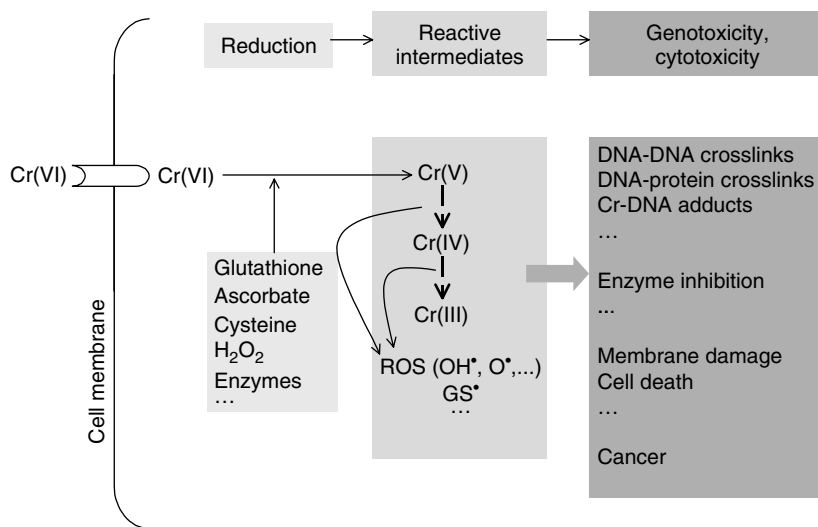 Reduction
Reactive
intermediates
Genotoxicity,
cytotoxicity
Cell membrane
Cr(VI)
Cr(VI)
Glutathione
Ascorbate
Cysteine
H₂O₂
Enzymes
…
Cr(V)
Cr(IV)
Cr(III)
ROS (OH•, O•,...)
GS•
…
DNA-DNA crosslinks
DNA-protein crosslinks
Cr-DNA adducts
…
Enzyme inhibition
...
Membrane damage
Cell death
…
Cancer